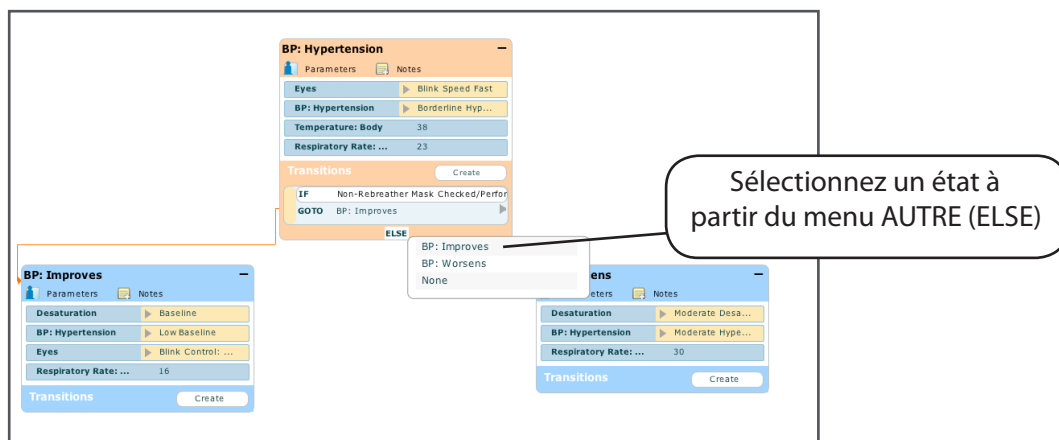 BP: Hypertension
Parameters Notes
Eyes Blink Speed Fast
BP: Hypertension Borderline Hyp...
Temperature: Body 38
Respiratory Rate: ... 23
Transitions Create
IF Non-Rebreather Mask Checked/Perfor
GOTO BP: Improves
ELSE
BP: Improves
BP: Worsens
None
Sélectionnez un état à
partir du menu AUTRE (ELSE)
BP: Improves
Parameters Notes
Desaturation Baseline
BP: Hypertension Low Baseline
Eyes Blink Control: ...
Respiratory Rate: ... 16
Transitions Create
ens
eters Notes
Desaturation Moderate Desa...
BP: Hypertension Moderate Hype...
Respiratory Rate: ... 30
Transitions Create